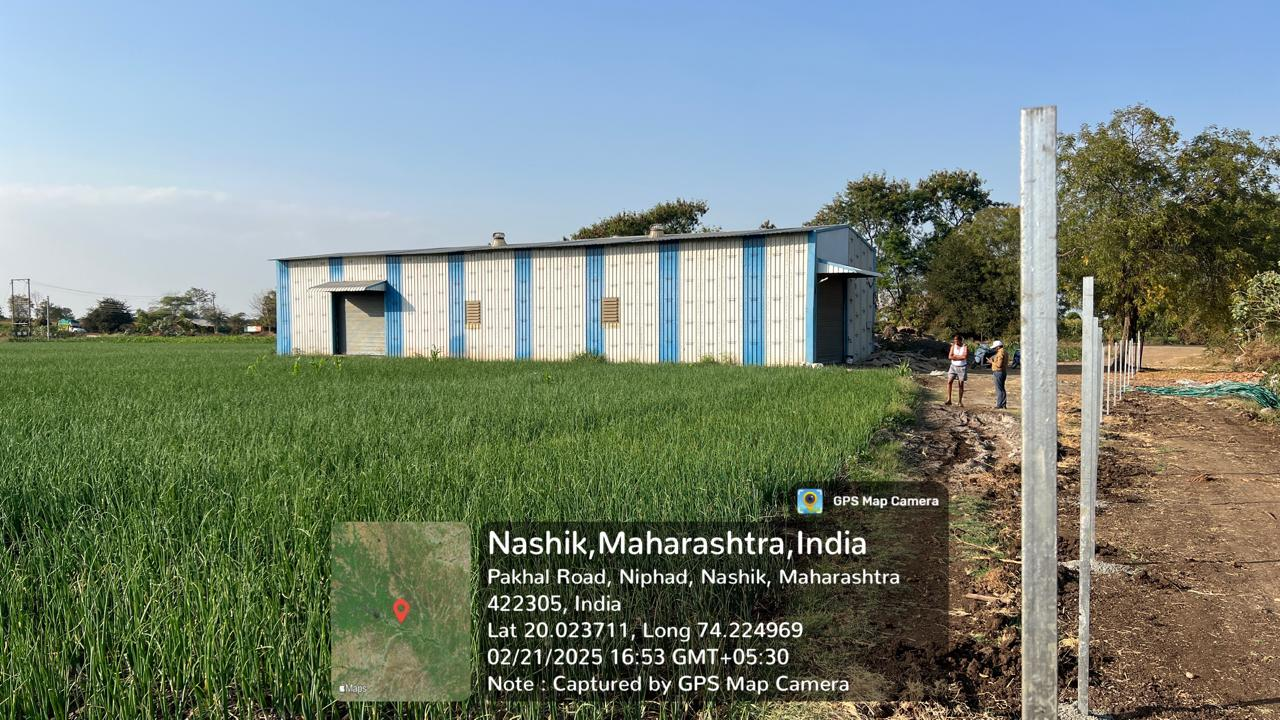 GPS Map Camera
Nashik,Maharashtra,India
Pakhal Road, Niphad, Nashik, Maharashtra
422305, India
Lat 20.023711, Long 74.224969
02/21/2025 16:53 GMT+05:30
Note : Captured by GPS Map Camera
Maps